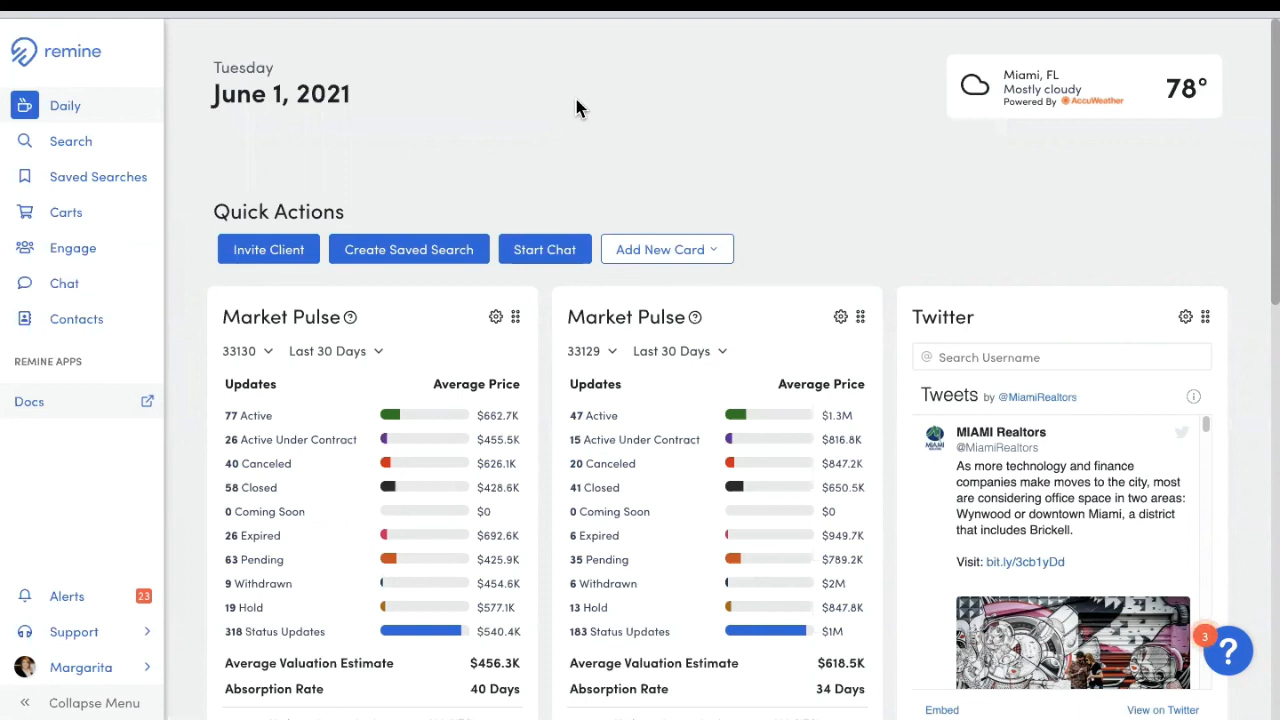 remine
Daily
Search
Saved Searches
Carts
Engage
Chat
Contacts
REMINE APPS
Docs
Alerts 23
Support
Margarita
Collapse Menu
Tuesday
June 1, 2021
Miami, FL
Mostly cloudy
Powered By AccuWeather
78°
Quick Actions
Invite Client Create Saved Search Start Chat Add New Card
Market Pulse ?
33130 Last 30 Days
Updates Average Price
77 Active $662.7K
26 Active Under Contract $455.5K
40 Canceled $626.1K
58 Closed $428.6K
0 Coming Soon $0
26 Expired $692.6K
63 Pending $425.9K
9 Withdrawn $454.6K
19 Hold $577.1K
318 Status Updates $540.4K
Average Valuation Estimate $456.3K
Absorption Rate 40 Days
Market Pulse ?
33129 Last 30 Days
Updates Average Price
47 Active $1.3M
15 Active Under Contract $816.8K
20 Canceled $847.2K
41 Closed $650.5K
0 Coming Soon $0
6 Expired $949.7K
35 Pending $789.2K
6 Withdrawn $2M
13 Hold $847.8K
183 Status Updates $1M
Average Valuation Estimate $618.5K
Absorption Rate 34 Days
Twitter
@ Search Username
Tweets by @MiamiRealtors
MIAMI Realtors
@MiamiRealtors
As more technology and finance
companies make moves to the city, most
are considering office space in two areas:
Wynwood or downtown Miami, a district
that includes Brickell.
Visit: bit.ly/3cb1yDd
Embed View on Twitter
3
?